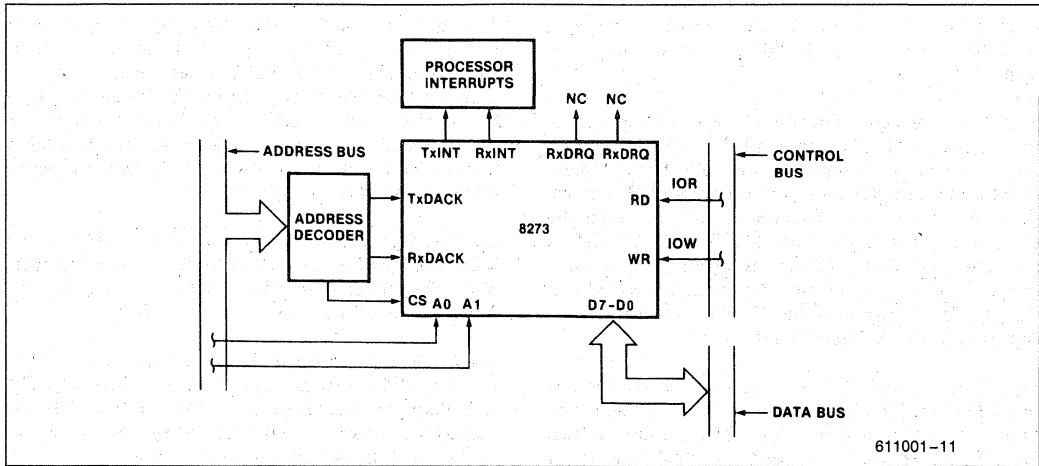 PROCESSOR
INTERRUPTS
NC NC
TxINT RxINT RxDRQ RxDRQ
ADDRESS BUS
CONTROL
BUS
IOR
TxDACK
RD
ADDRESS
DECODER
8273
IOW
RxDACK
WR
CS A0 A1
D7-D0
DATA BUS
611001-11